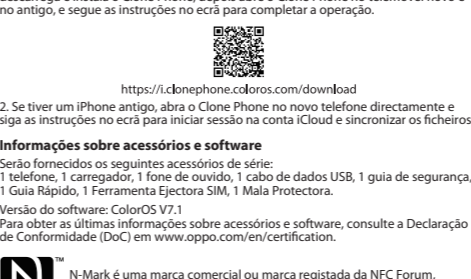 no antigo, e segue as instruções no ecrã para completar a operação.
https://i.clonephone.coloros.com/download
2. Se tiver um iPhone antigo, abra o Clone Phone no novo telefone directamente e
siga as instruções no ecrã para iniciar sessão na conta iCloud e sincronizar os ficheiros
Informações sobre acessórios e software
Serão fornecidos os seguintes acessórios de série:
1 telefone, 1 carregador, 1 fone de ouvido, 1 cabo de dados USB, 1 guia de segurança,
1 Guia Rápido, 1 Ferramenta Ejectora SIM, 1 Mala Protectora.
Versão do software: ColorOS V7.1
Para obter as últimas informações sobre acessórios e software, consulte a Declaração
de Conformidade (DoC) em www.oppo.com/en/certification.
N-Mark é uma marca comercial ou marca registada da NFC Forum,